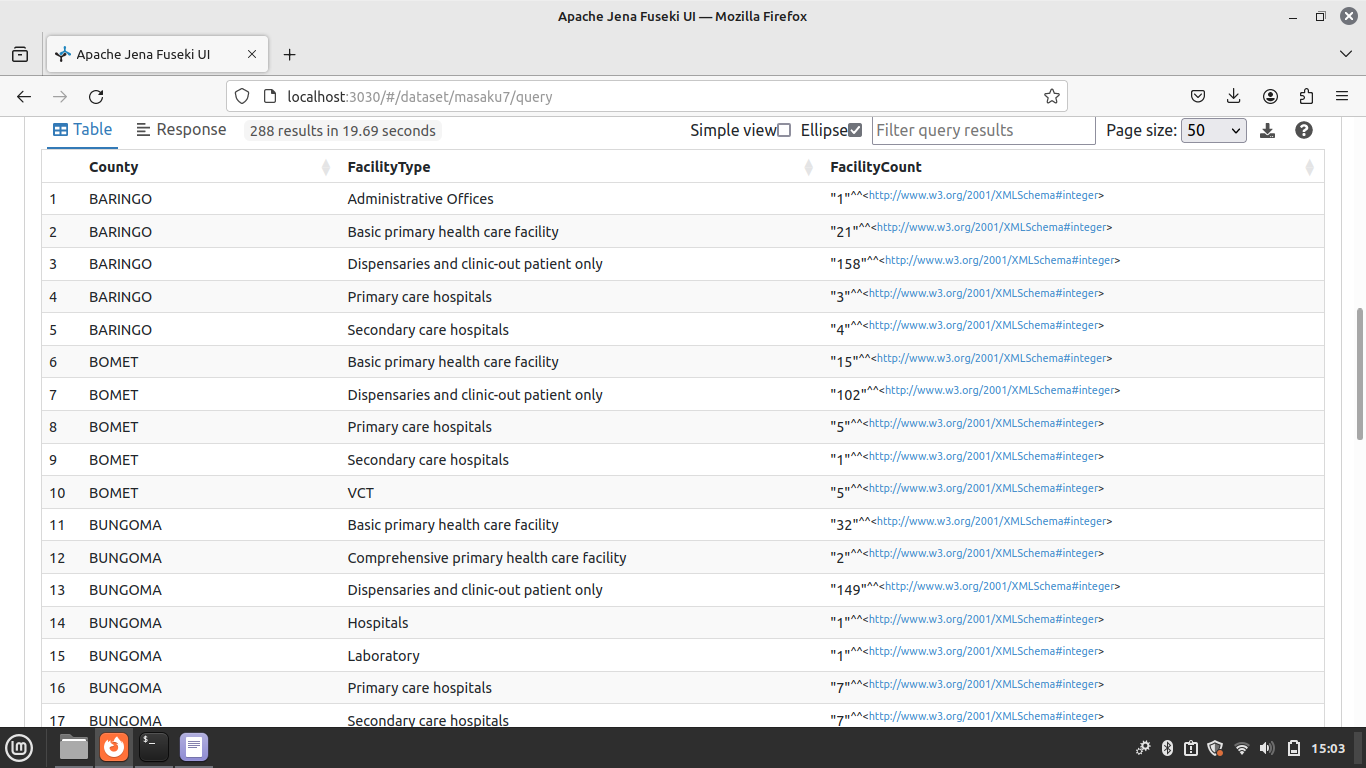 Apache Jena Fuseki UI — Mozilla Firefox
Apache Jena Fuseki UI
localhost:3030/#/dataset/masaku7/query
Table Response 288 results in 19.69 seconds Simple view Ellipse Filter query results Page size: 50
County FacilityType FacilityCount
1 BARINGO Administrative Offices "1"^^<http://www.w3.org/2001/XMLSchema#integer>
2 BARINGO Basic primary health care facility "21"^^<http://www.w3.org/2001/XMLSchema#integer>
3 BARINGO Dispensaries and clinic-out patient only "158"^^<http://www.w3.org/2001/XMLSchema#integer>
4 BARINGO Primary care hospitals "3"^^<http://www.w3.org/2001/XMLSchema#integer>
5 BARINGO Secondary care hospitals "4"^^<http://www.w3.org/2001/XMLSchema#integer>
6 BOMET Basic primary health care facility "15"^^<http://www.w3.org/2001/XMLSchema#integer>
7 BOMET Dispensaries and clinic-out patient only "102"^^<http://www.w3.org/2001/XMLSchema#integer>
8 BOMET Primary care hospitals "5"^^<http://www.w3.org/2001/XMLSchema#integer>
9 BOMET Secondary care hospitals "1"^^<http://www.w3.org/2001/XMLSchema#integer>
10 BOMET VCT "5"^^<http://www.w3.org/2001/XMLSchema#integer>
11 BUNGOMA Basic primary health care facility "32"^^<http://www.w3.org/2001/XMLSchema#integer>
12 BUNGOMA Comprehensive primary health care facility "2"^^<http://www.w3.org/2001/XMLSchema#integer>
13 BUNGOMA Dispensaries and clinic-out patient only "149"^^<http://www.w3.org/2001/XMLSchema#integer>
14 BUNGOMA Hospitals "1"^^<http://www.w3.org/2001/XMLSchema#integer>
15 BUNGOMA Laboratory "1"^^<http://www.w3.org/2001/XMLSchema#integer>
16 BUNGOMA Primary care hospitals "7"^^<http://www.w3.org/2001/XMLSchema#integer>
17 BUNGOMA Secondary care hospitals "7"^^<http://www.w3.org/2001/XMLSchema#integer>
15:03